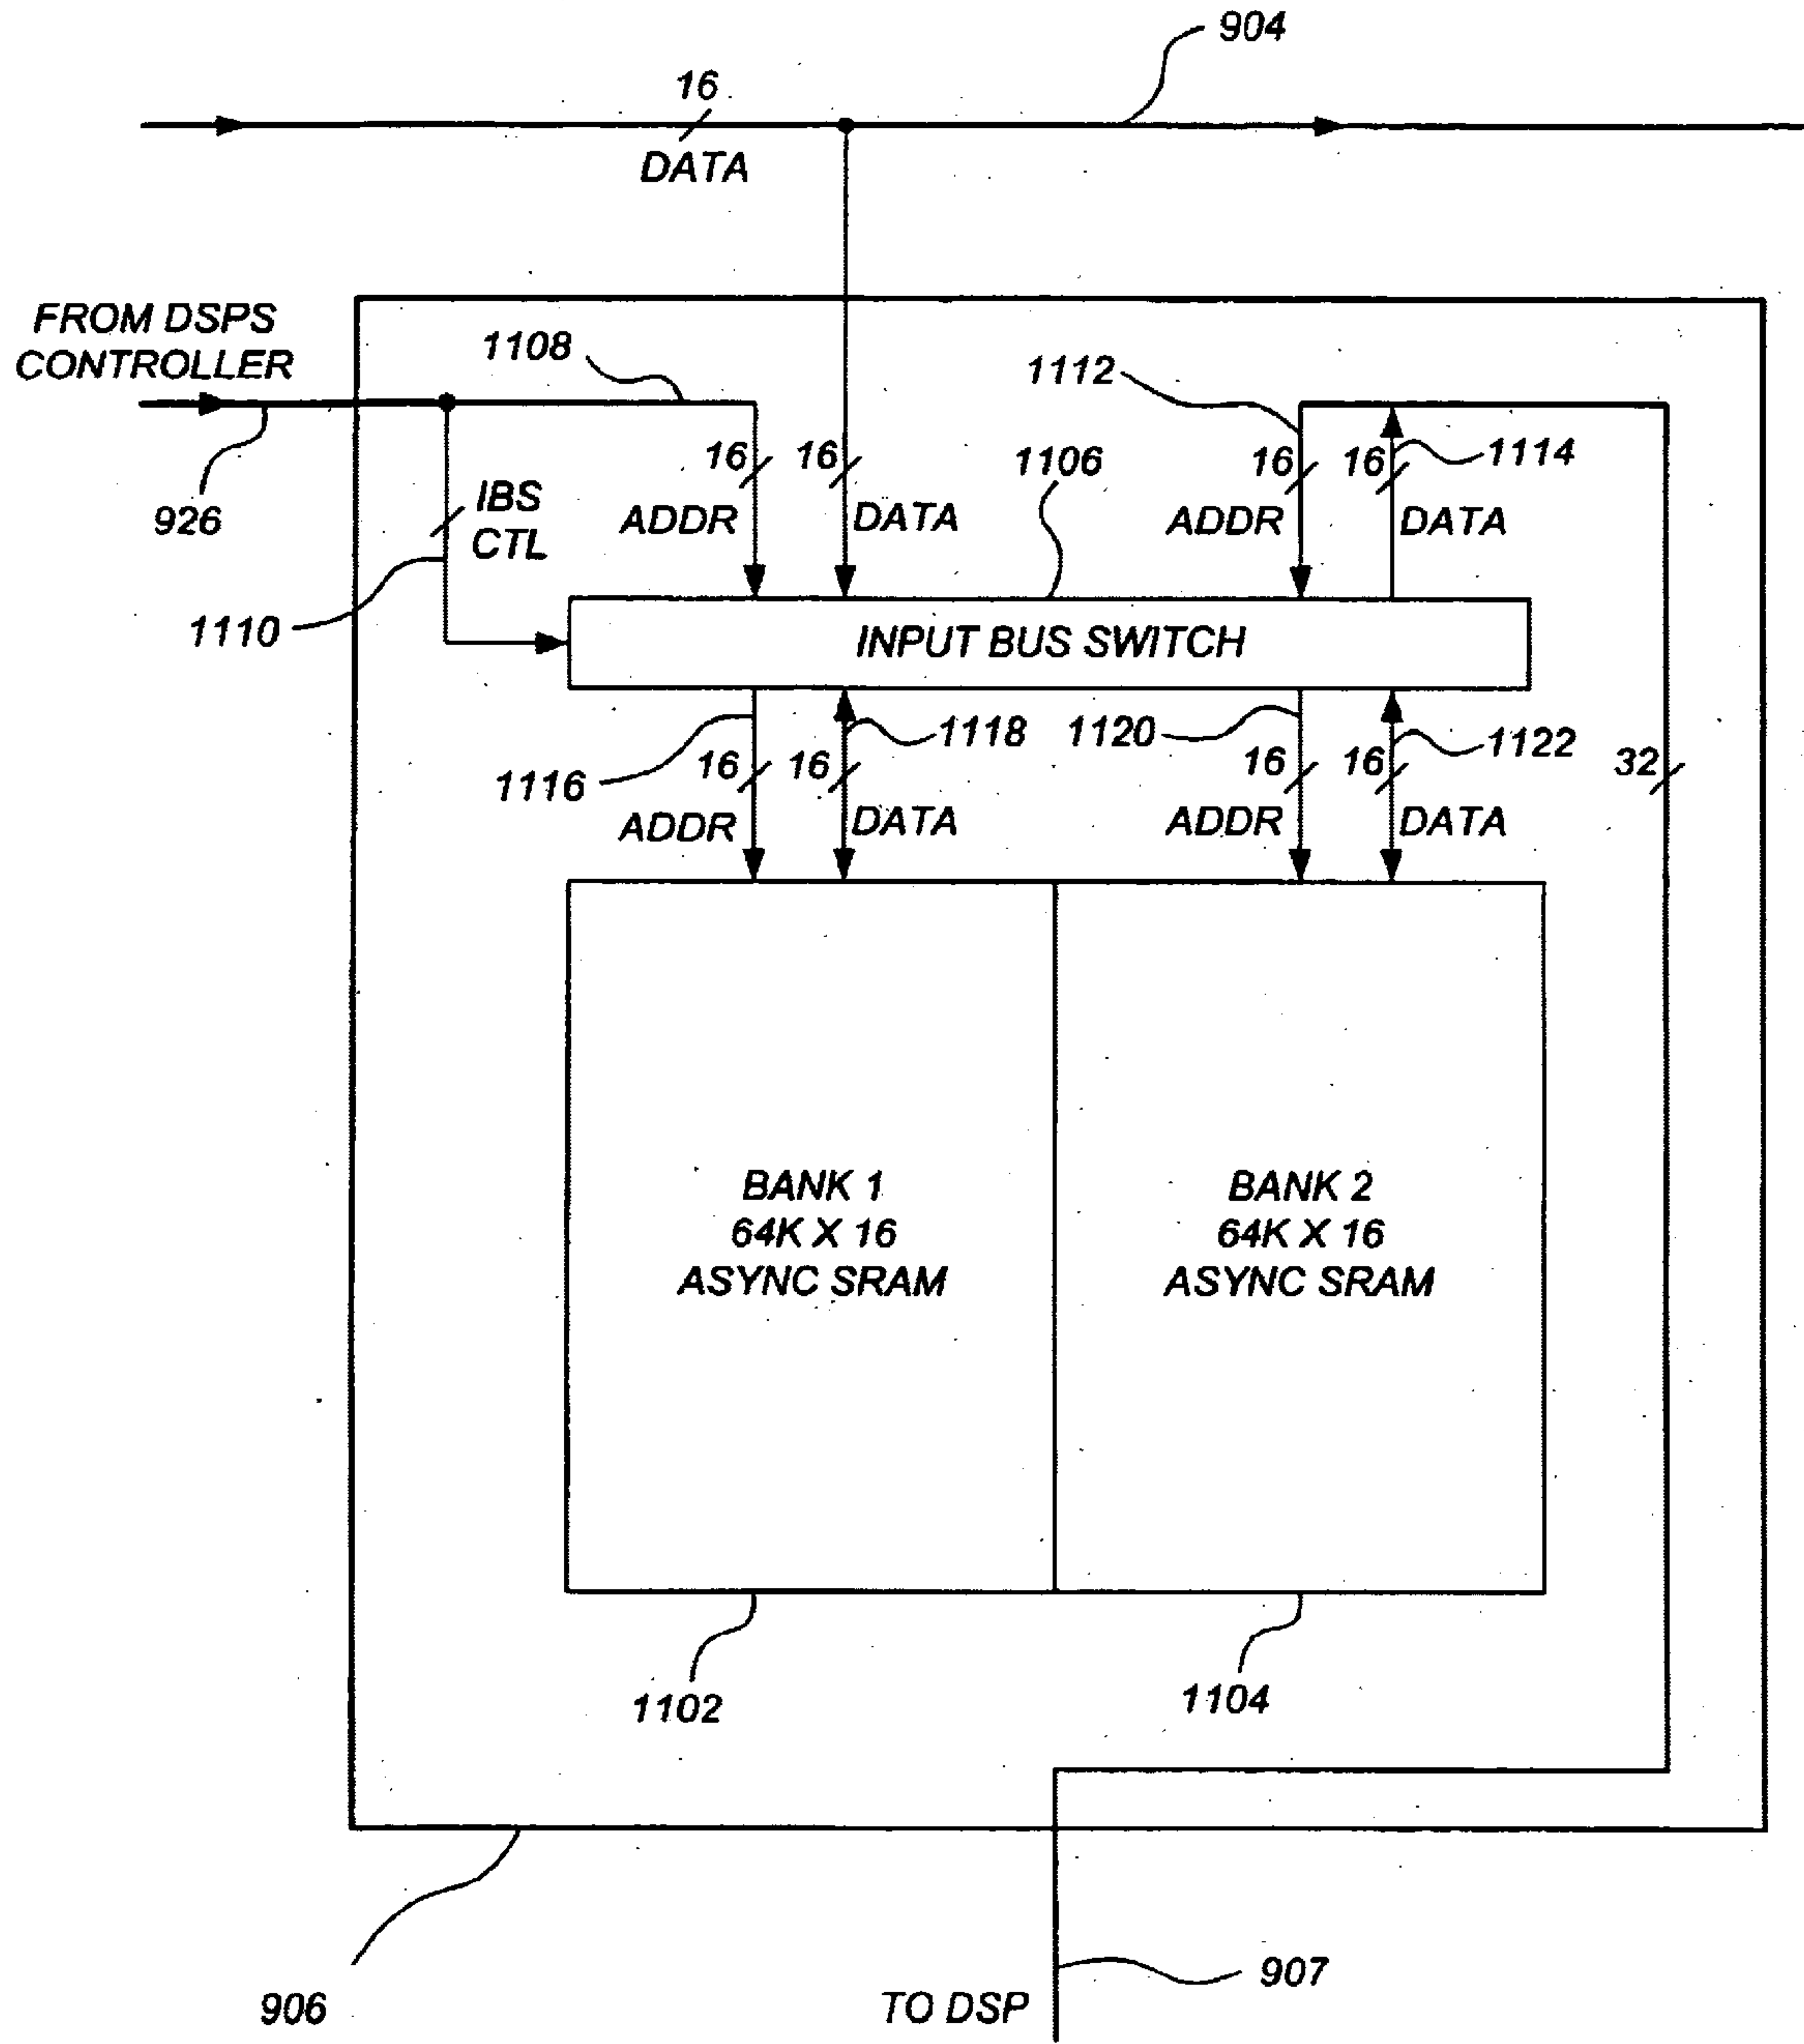 904
16
DATA
FROM DSPS
CONTROLLER
1108
1112
16
16
1106
16
16
1114
926
IBS
CTL
ADDR
DATA
ADDR
DATA
1110
INPUT BUS SWITCH
1116
16
16
1118
1120
16
16
1122
32
ADDR
DATA
ADDR
DATA
BANK 1
64K X 16
ASYNC SRAM
BANK 2
64K X 16
ASYNC SRAM
1102
1104
906
TO DSP
907